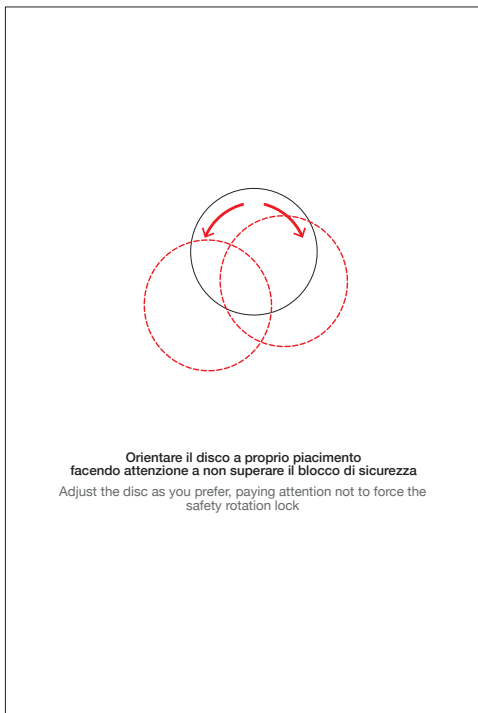 Orientare il disco a proprio piacimento
facendo attenzione a non superare il blocco di sicurezza
Adjust the disc as you prefer, paying attention not to force the
safety rotation lock